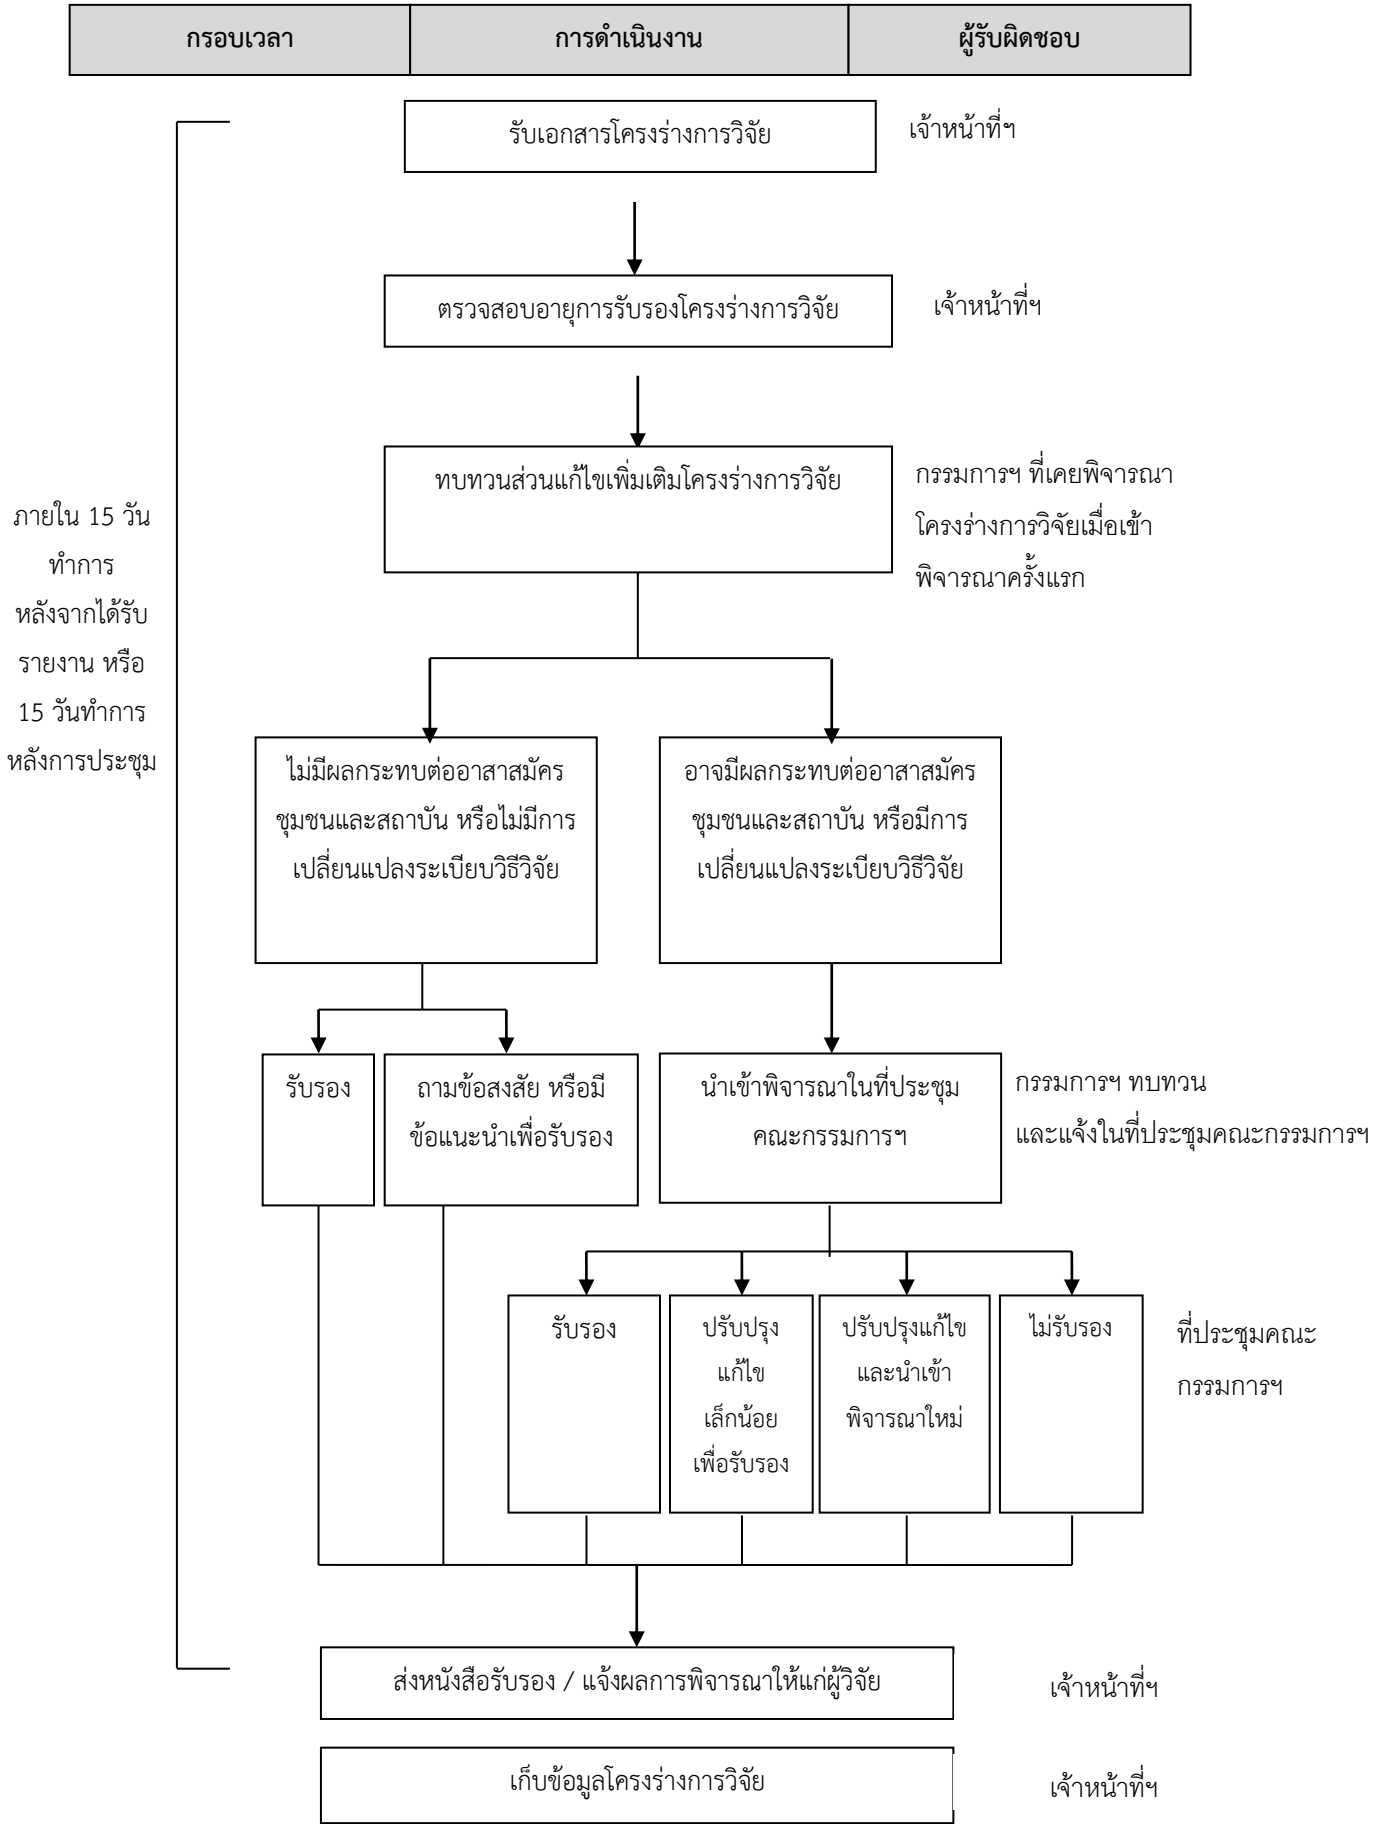 กรอบเวลา
การดำเนินงาน
ผู้รับผิดชอบ
รับเอกสารโครงร่างการวิจัย
เจ้าหน้าที่ฯ
ตรวจสอบอายุการรับรองโครงร่างการวิจัย
เจ้าหน้าที่ฯ
ทบทวนส่วนแก้ไขเพิ่มเติมโครงร่างการวิจัย
กรรมการฯ ที่เคยพิจารณา
โครงร่างการวิจัยเมื่อเข้า
พิจารณาครั้งแรก
ภายใน 15 วัน
ทำการ
หลังจากได้รับ
รายงาน หรือ
15 วันทำการ
หลังการประชุม
ไม่มีผลกระทบต่ออาสาสมัคร
ชุมชนและสถาบัน หรือไม่มีการ
เปลี่ยนแปลงระเบียบวิธีวิจัย
อาจมีผลกระทบต่ออาสาสมัคร
ชุมชนและสถาบัน หรือมีการ
เปลี่ยนแปลงระเบียบวิธีวิจัย
รับรอง
ถามข้อสงสัย หรือมี
ข้อแนะนำเพื่อรับรอง
นำเข้าพิจารณาในที่ประชุม
คณะกรรมการฯ
กรรมการฯ ทบทวน
และแจ้งในที่ประชุมคณะกรรมการฯ
รับรอง
ปรับปรุง
แก้ไข
เล็กน้อย
เพื่อรับรอง
ปรับปรุงแก้ไข
และนำเข้า
พิจารณาใหม่
ไม่รับรอง
ที่ประชุมคณะ
กรรมการฯ
ส่งหนังสือรับรอง / แจ้งผลการพิจารณาให้แก่ผู้วิจัย
เจ้าหน้าที่ฯ
เก็บข้อมูลโครงร่างการวิจัย
เจ้าหน้าที่ฯ